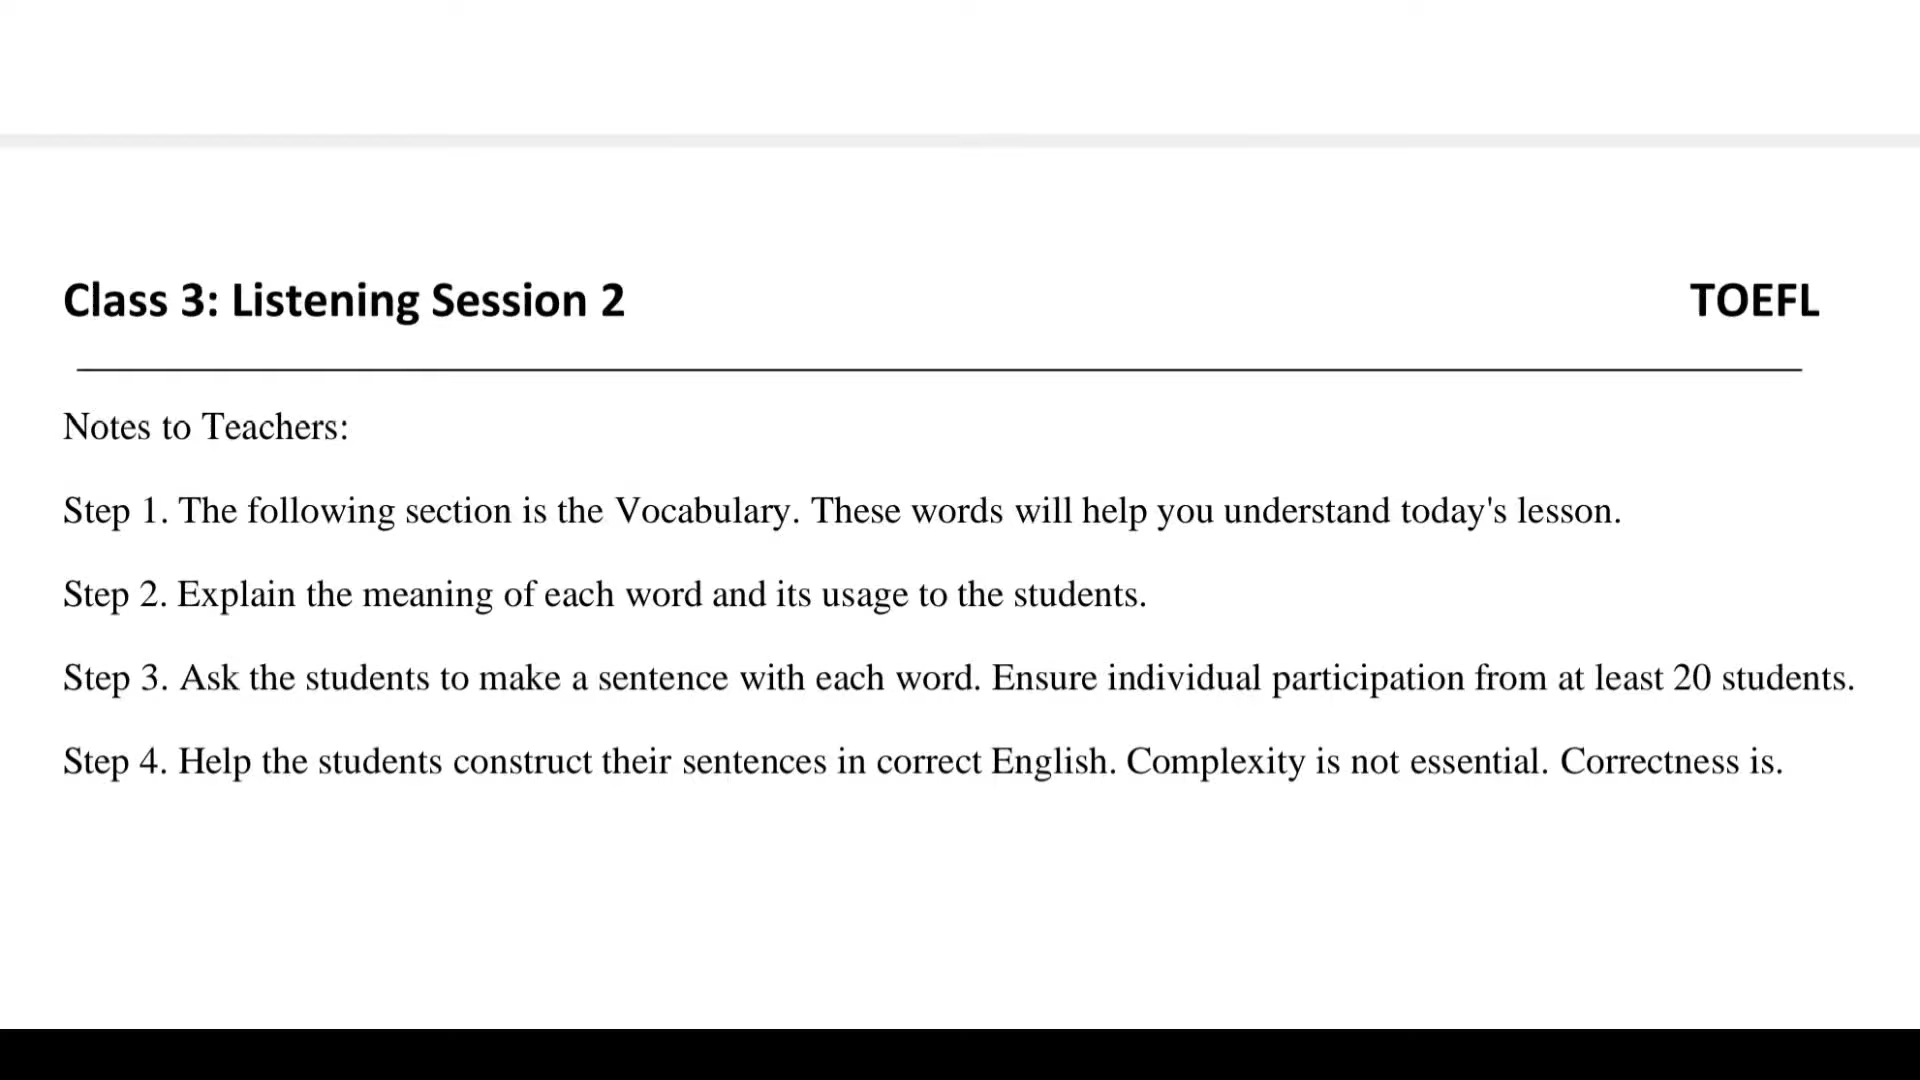 Class 3: Listening Session 2 TOEFL
Notes to Teachers:
Step 1. The following section is the Vocabulary. These words will help you understand today's lesson.
Step 2. Explain the meaning of each word and its usage to the students.
Step 3. Ask the students to make a sentence with each word. Ensure individual participation from at least 20 students.
Step 4. Help the students construct their sentences in correct English. Complexity is not essential. Correctness is.